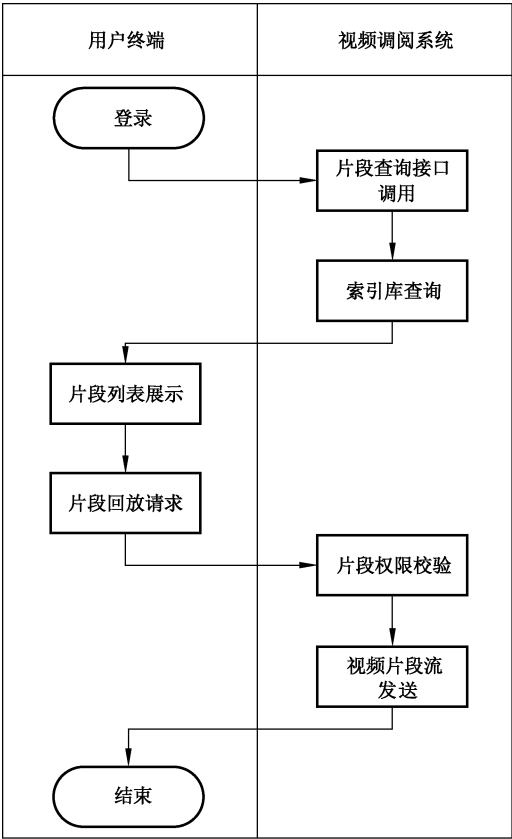 用户终端
视频调阅系统
登录
片段查询接口
调用
索引库查询
片段列表展示
片段回放请求
片段权限校验
视频片段流
发送
结束